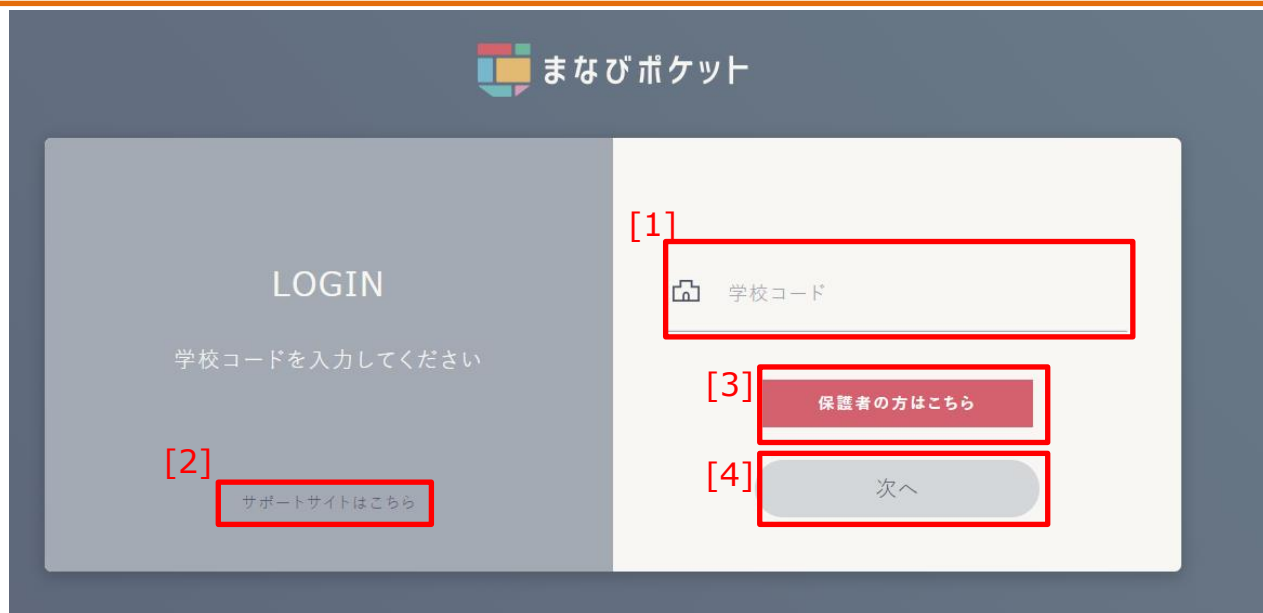 まなびポケット
LOGIN
学校コードを入力してください
[2]
サポートサイトはこちら
[1]
学校コード
[3]
保護者の方はこちら
[4]
次へ